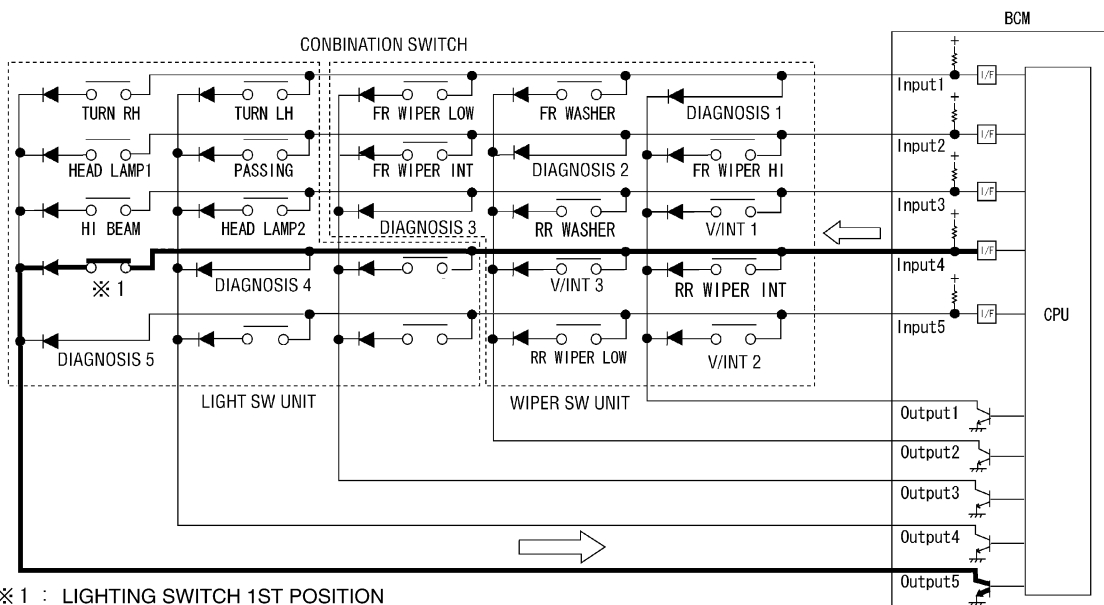 BCM
CONBINATION SWITCH
Input1
I/F
TURN RH
TURN LH
FR WIPER LOW
FR WASHER
DIAGNOSIS 1
Input2
I/F
HEAD LAMP1
PASSING
FR WIPER INT
DIAGNOSIS 2
FR WIPER HI
Input3
I/F
HI BEAM
HEAD LAMP2
DIAGNOSIS 3
RR WASHER
V/INT 1
Input4
I/F
※1
DIAGNOSIS 4
V/INT 3
RR WIPER INT
Input5
I/F
CPU
DIAGNOSIS 5
RR WIPER LOW
V/INT 2
LIGHT SW UNIT
WIPER SW UNIT
Output1
Output2
Output3
Output4
Output5
※1 : LIGHTING SWITCH 1ST POSITION